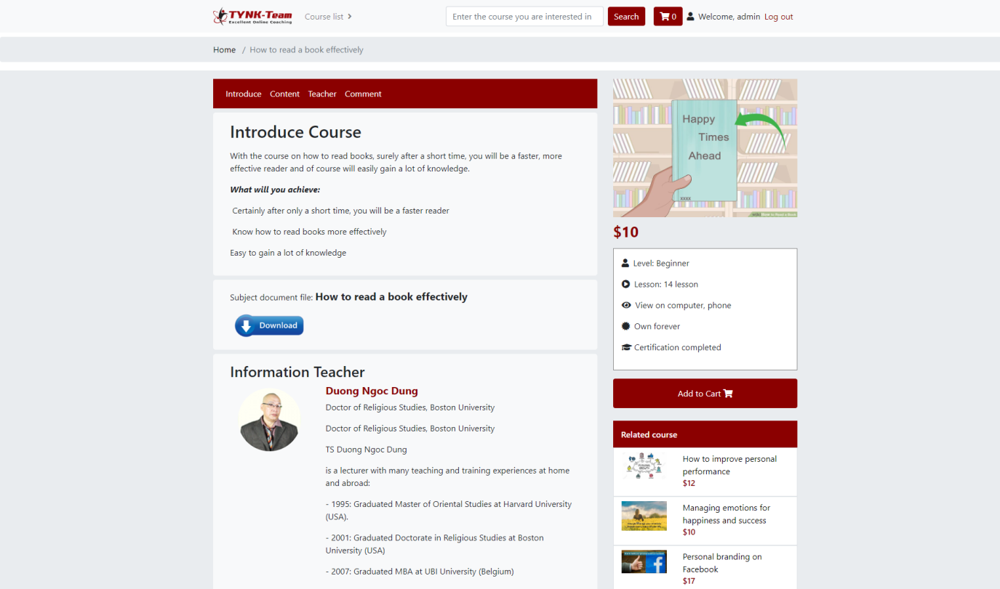 TYNK-Team
Excellent Online Coaching
Course list
Enter the course you are interested in
Search
0
Welcome, admin
Log out
Home / How to read a book effectively
Introduce
Content
Teacher
Comment
Introduce Course
With the course on how to read books, surely after a short time, you will be a faster, more
effective reader and of course will easily gain a lot of knowledge.
What will you achieve:
Certainly after only a short time, you will be a faster reader
Know how to read books more effectively
Easy to gain a lot of knowledge
Subject document file: How to read a book effectively
Download
Information Teacher
Duong Ngoc Dung
Doctor of Religious Studies, Boston University
Doctor of Religious Studies, Boston University
TS Duong Ngoc Dung
is a lecturer with many teaching and training experiences at home
and abroad:
- 1995: Graduated Master of Oriental Studies at Harvard University
(USA).
- 2001: Graduated Doctorate in Religious Studies at Boston
University (USA)
- 2007: Graduated MBA at UBI University (Belgium)
Happy
Times
Ahead
XXXX
wikiHow to Read a Book
$10
Level: Beginner
Lesson: 14 lesson
View on computer, phone
Own forever
Certification completed
Add to Cart
Related course
How to improve personal
performance
$12
Managing emotions for
happiness and success
$10
Personal branding on
Facebook
$17